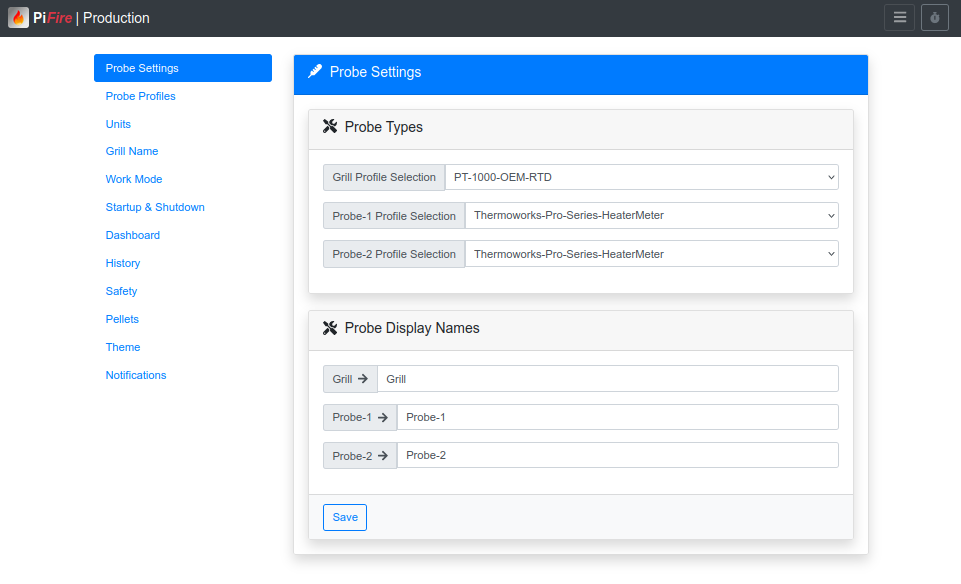 PiFire | Production
Probe Settings
Probe Profiles
Units
Grill Name
Work Mode
Startup & Shutdown
Dashboard
History
Safety
Pellets
Theme
Notifications
Probe Settings
Probe Types
Grill Profile Selection PT-1000-OEM-RTD
Probe-1 Profile Selection Thermoworks-Pro-Series-HeaterMeter
Probe-2 Profile Selection Thermoworks-Pro-Series-HeaterMeter
Probe Display Names
Grill → Grill
Probe-1 → Probe-1
Probe-2 → Probe-2
Save